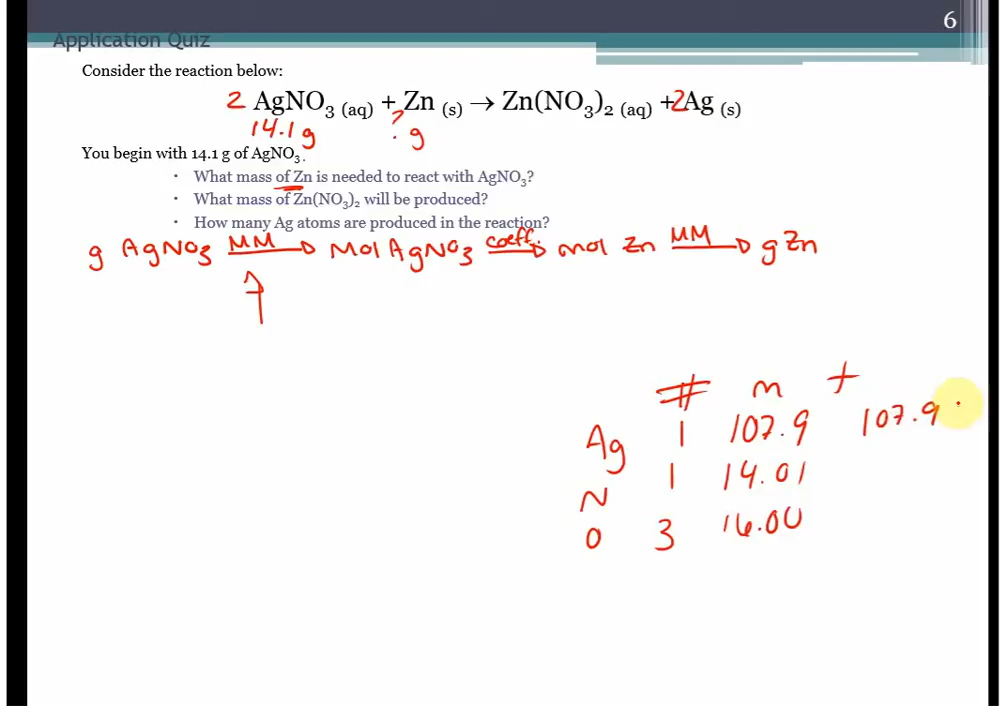 6
Application Quiz
Consider the reaction below:
2 AgNO3 (aq) + Zn (s) → Zn(NO3)2 (aq) + 2Ag (s)
14.1 g ? g
You begin with 14.1 g of AgNO3.
• What mass of Zn is needed to react with AgNO3?
• What mass of Zn(NO3)2 will be produced?
• How many Ag atoms are produced in the reaction?
g AgNO3 MM → mol AgNO3 coeff. → mol Zn MM → g Zn
# m t
Ag 1 107.9 107.9
N 1 14.01
O 3 16.00